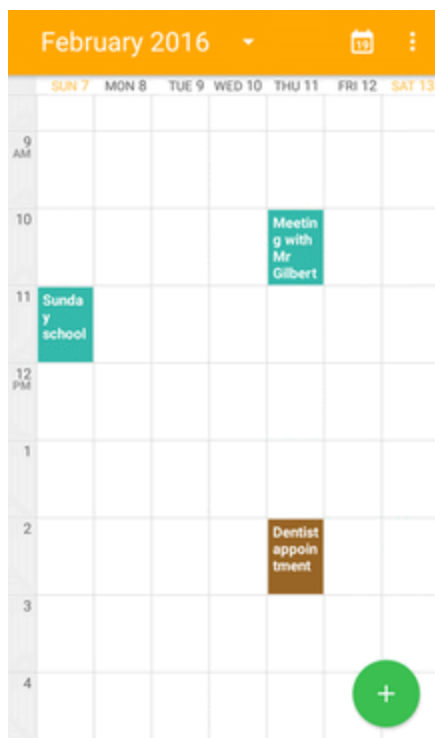 February 2016
19
SUN 7 MON 8 TUE 9 WED 10 THU 11 FRI 12 SAT 13
9
AM
10
Meetin
g with
Mr
Gilbert
11
Sunda
y
school
12
PM
1
2
Dentist
appoin
tment
3
4
+